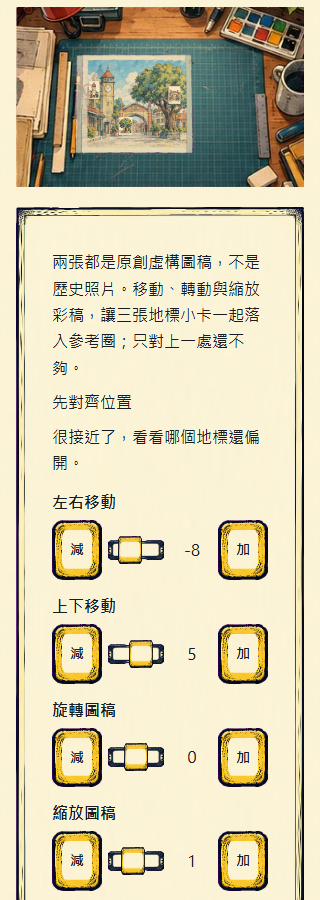 兩張都是原創虛構圖稿，不是
歷史照片。移動、轉動與縮放
彩稿，讓三張地標小卡一起落
入參考圈；只對上一處還不
夠。
先對齊位置
很接近了，看看哪個地標還偏
開。
左右移動
減 -8 加
上下移動
減 5 加
旋轉圖稿
減 0 加
縮放圖稿
減 1 加